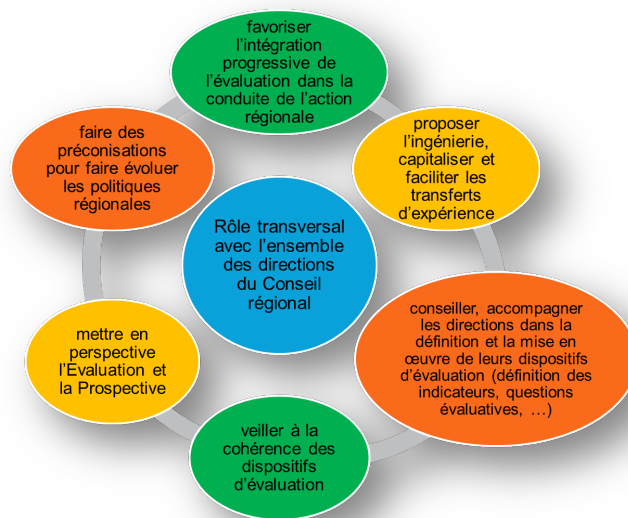 favoriser
l’intégration
progressive de
l’évaluation dans la
conduite de l’action
régionale
proposer
l’ingénierie,
capitaliser et
faciliter les
transferts
d’expérience
conseiller, accompagner
les directions dans la
définition et la mise en
œuvre de leurs dispositifs
d’évaluation (définition des
indicateurs, questions
évaluatives, …)
veiller à la
cohérence des
dispositifs
d’évaluation
mettre en
perspective
l’Evaluation et
la Prospective
faire des
préconisations
pour faire évoluer
les politiques
régionales
Rôle transversal
avec l’ensemble
des directions
du Conseil
régional